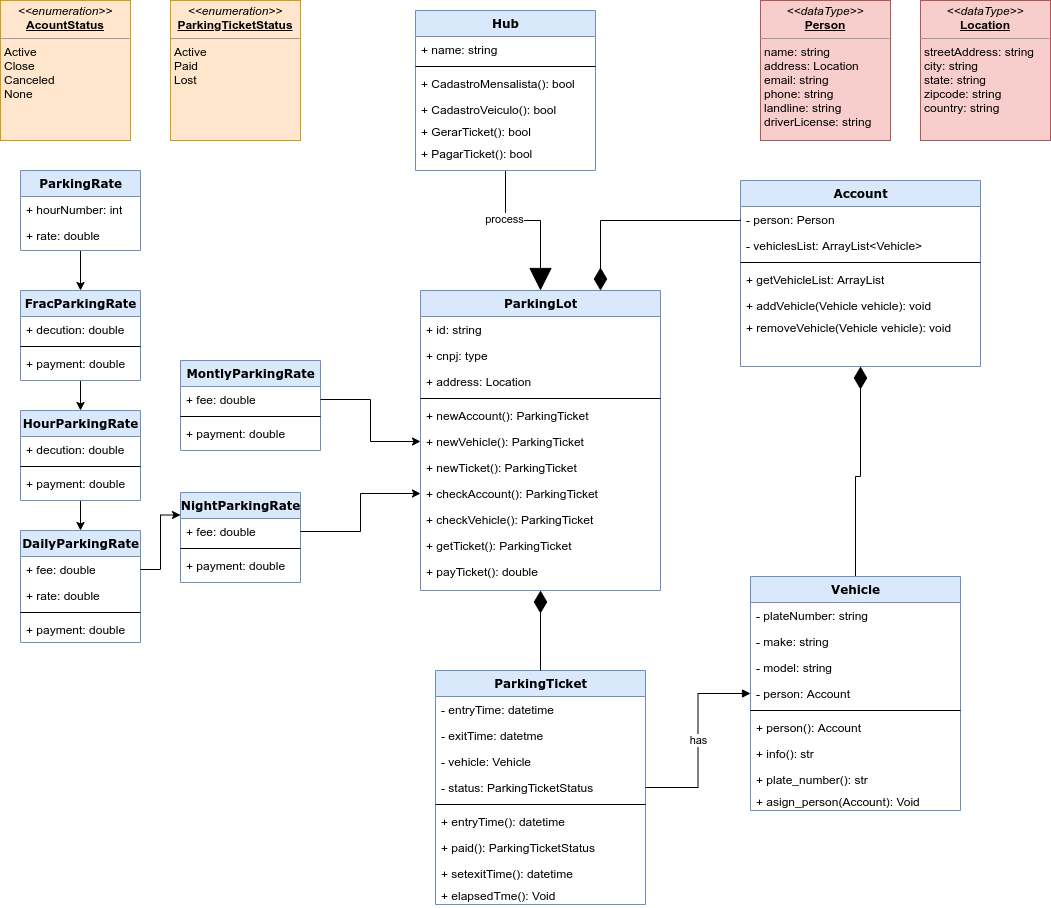 <<enumeration>>
AcountStatus
Active
Close
Canceled
None
<<enumeration>>
ParkingTicketStatus
Active
Paid
Lost
Hub
+ name: string
+ CadastroMensalista(): bool
+ CadastroVeiculo(): bool
+ GerarTicket(): bool
+ PagarTicket(): bool
<<dataType>>
Person
name: string
address: Location
email: string
phone: string
landline: string
driverLicense: string
<<dataType>>
Location
streetAddress: string
city: string
state: string
zipcode: string
country: string
ParkingRate
+ hourNumber: int
+ rate: double
process
Account
- person: Person
- vehiclesList: ArrayList<Vehicle>
+ getVehicleList: ArrayList
+ addVehicle(Vehicle vehicle): void
+ removeVehicle(Vehicle vehicle): void
FracParkingRate
+ decution: double
+ payment: double
ParkingLot
+ id: string
+ cnpj: type
+ address: Location
+ newAccount(): ParkingTicket
+ newVehicle(): ParkingTicket
+ newTicket(): ParkingTicket
+ checkAccount(): ParkingTicket
+ checkVehicle(): ParkingTicket
+ getTicket(): ParkingTicket
+ payTicket(): double
MontlyParkingRate
+ fee: double
+ payment: double
HourParkingRate
+ decution: double
+ payment: double
NightParkingRate
+ fee: double
+ payment: double
DailyParkingRate
+ fee: double
+ rate: double
+ payment: double
Vehicle
- plateNumber: string
- make: string
- model: string
- person: Account
+ person(): Account
+ info(): str
+ plate_number(): str
+ asign_person(Account): Void
ParkingTicket
- entryTime: datetime
- exitTime: datetme
- vehicle: Vehicle
- status: ParkingTicketStatus
+ entryTime(): datetime
+ paid(): ParkingTicketStatus
+ setexitTime(): datetime
+ elapsedTme(): Void
has